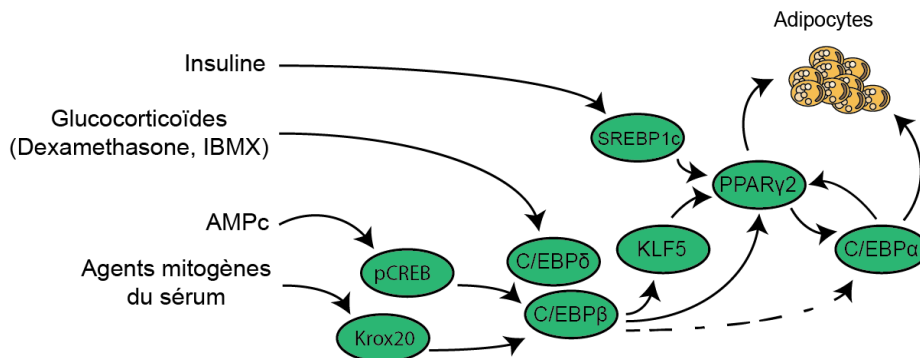 Adipocytes
Insuline
Glucocorticoïdes
(Dexamethasone, IBMX)
SREBP1c
PPARγ2
AMPc
C/EBPδ
KLF5
C/EBPα
pCREB
Agents mitogènes
du sérum
C/EBPβ
Krox20